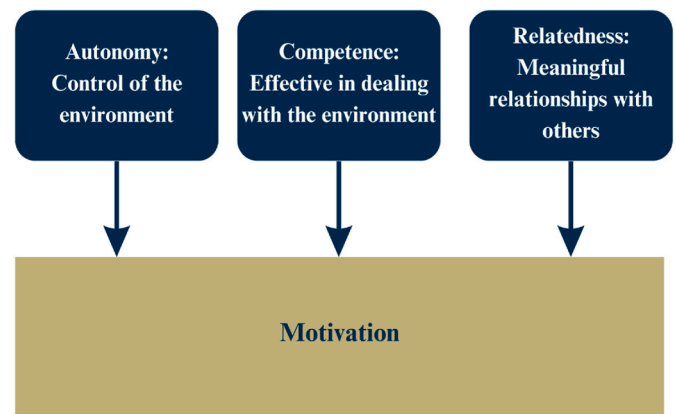 Autonomy:
Control of the
environment
Competence:
Effective in dealing
with the environment
Relatedness:
Meaningful
relationships with
others
Motivation